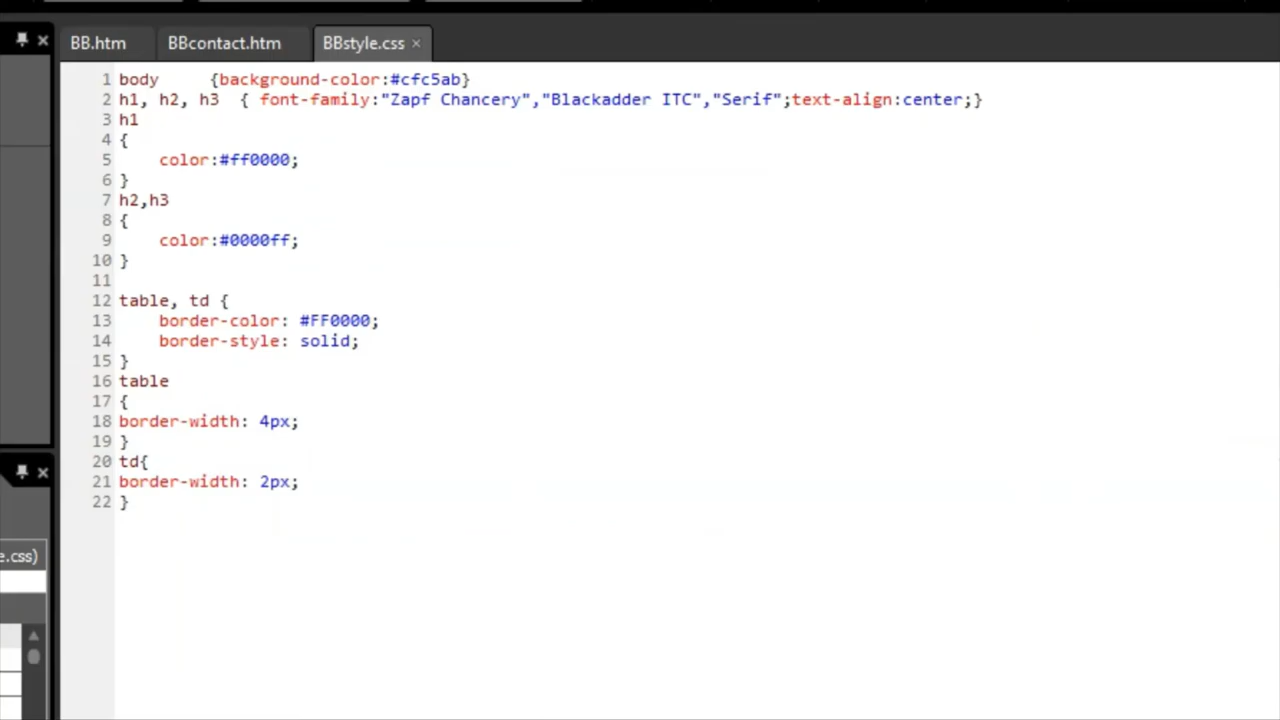 BB.htm BBcontact.htm BBstyle.css ×
1 body {background-color:#cfc5ab}
2 h1, h2, h3 { font-family:"Zapf Chancery","Blackadder ITC","Serif";text-align:center;}
3 h1
4 {
5 color:#ff0000;
6 }
7 h2,h3
8 {
9 color:#0000ff;
10 }
11
12 table, td {
13 border-color: #FF0000;
14 border-style: solid;
15 }
16 table
17 {
18 border-width: 4px;
19 }
20 td{
21 border-width: 2px;
22 }
e.css)